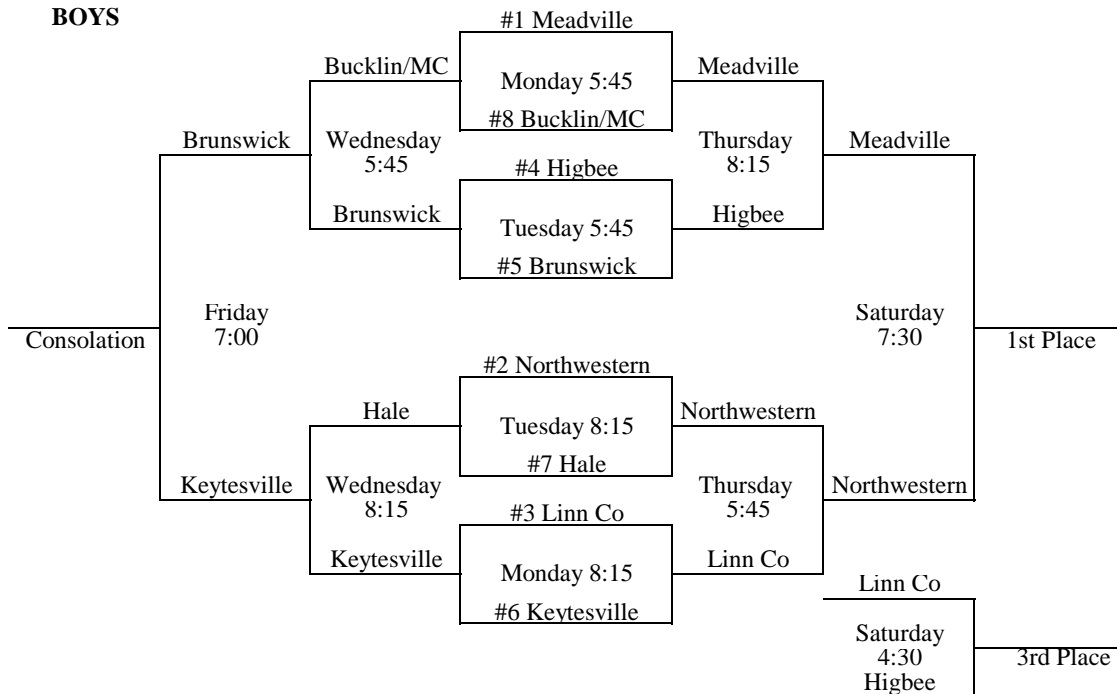 BOYS
#1 Meadville
Bucklin/MC
Monday 5:45
Meadville
#8 Bucklin/MC
Brunswick
Wednesday
5:45
Thursday
8:15
Meadville
#4 Higbee
Brunswick
Tuesday 5:45
Higbee
#5 Brunswick
Friday
7:00
Saturday
7:30
Consolation
1st Place
#2 Northwestern
Hale
Tuesday 8:15
Northwestern
#7 Hale
Keytesville
Wednesday
8:15
Thursday
5:45
Northwestern
#3 Linn Co
Keytesville
Monday 8:15
Linn Co
#6 Keytesville
Linn Co
Saturday
4:30
3rd Place
Higbee